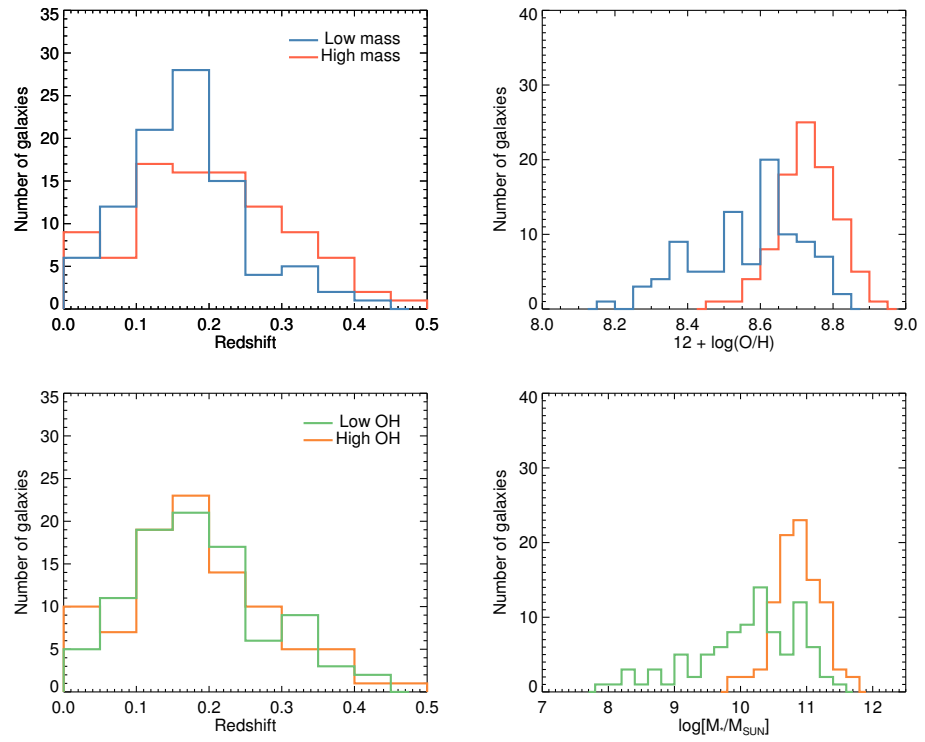 35
30
25
20
15
10
5
0
Number of galaxies
Low mass
High mass
0.0 0.1 0.2 0.3 0.4 0.5
Redshift
40
30
20
10
0
Number of galaxies
8.0 8.2 8.4 8.6 8.8 9.0
12 + log(O/H)
35
30
25
20
15
10
5
0
Number of galaxies
Low OH
High OH
0.0 0.1 0.2 0.3 0.4 0.5
Redshift
40
30
20
10
0
Number of galaxies
7 8 9 10 11 12
log[M*/MSUN]